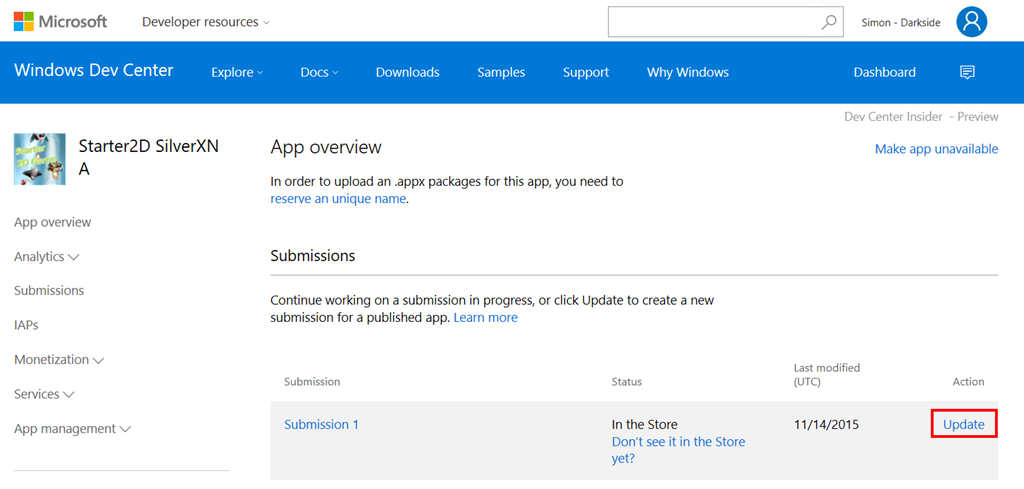 Microsoft
Developer resources
Simon - Darkside
Windows Dev Center
Explore
Docs
Downloads
Samples
Support
Why Windows
Dashboard
Dev Center Insider - Preview
Starter2D SilverXN
A
App overview
Analytics
Submissions
IAPs
Monetization
Services
App management
App overview
Make app unavailable
In order to upload an .appx packages for this app, you need to
reserve an unique name.
Submissions
Continue working on a submission in progress, or click Update to create a new
submission for a published app. Learn more
Submission
Status
Last modified
(UTC)
Action
Submission 1
In the Store
Don't see it in the Store
yet?
11/14/2015
Update